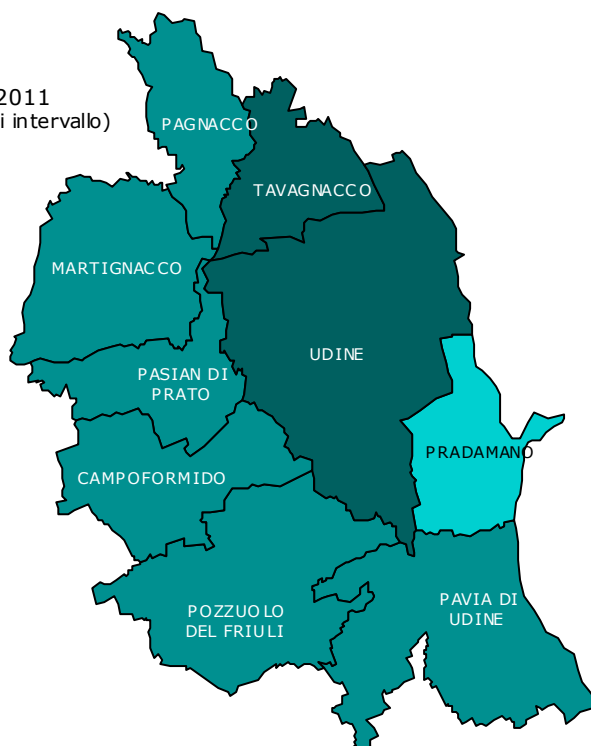 2011
i intervallo)
PAGNACCO
TAVAGNACCO
MARTIGNACCO
UDINE
PASIAN DI
PRATO
PRADAMANO
CAMPOFORMIDO
POZZUOLO
DEL FRIULI
PAVIA DI
UDINE